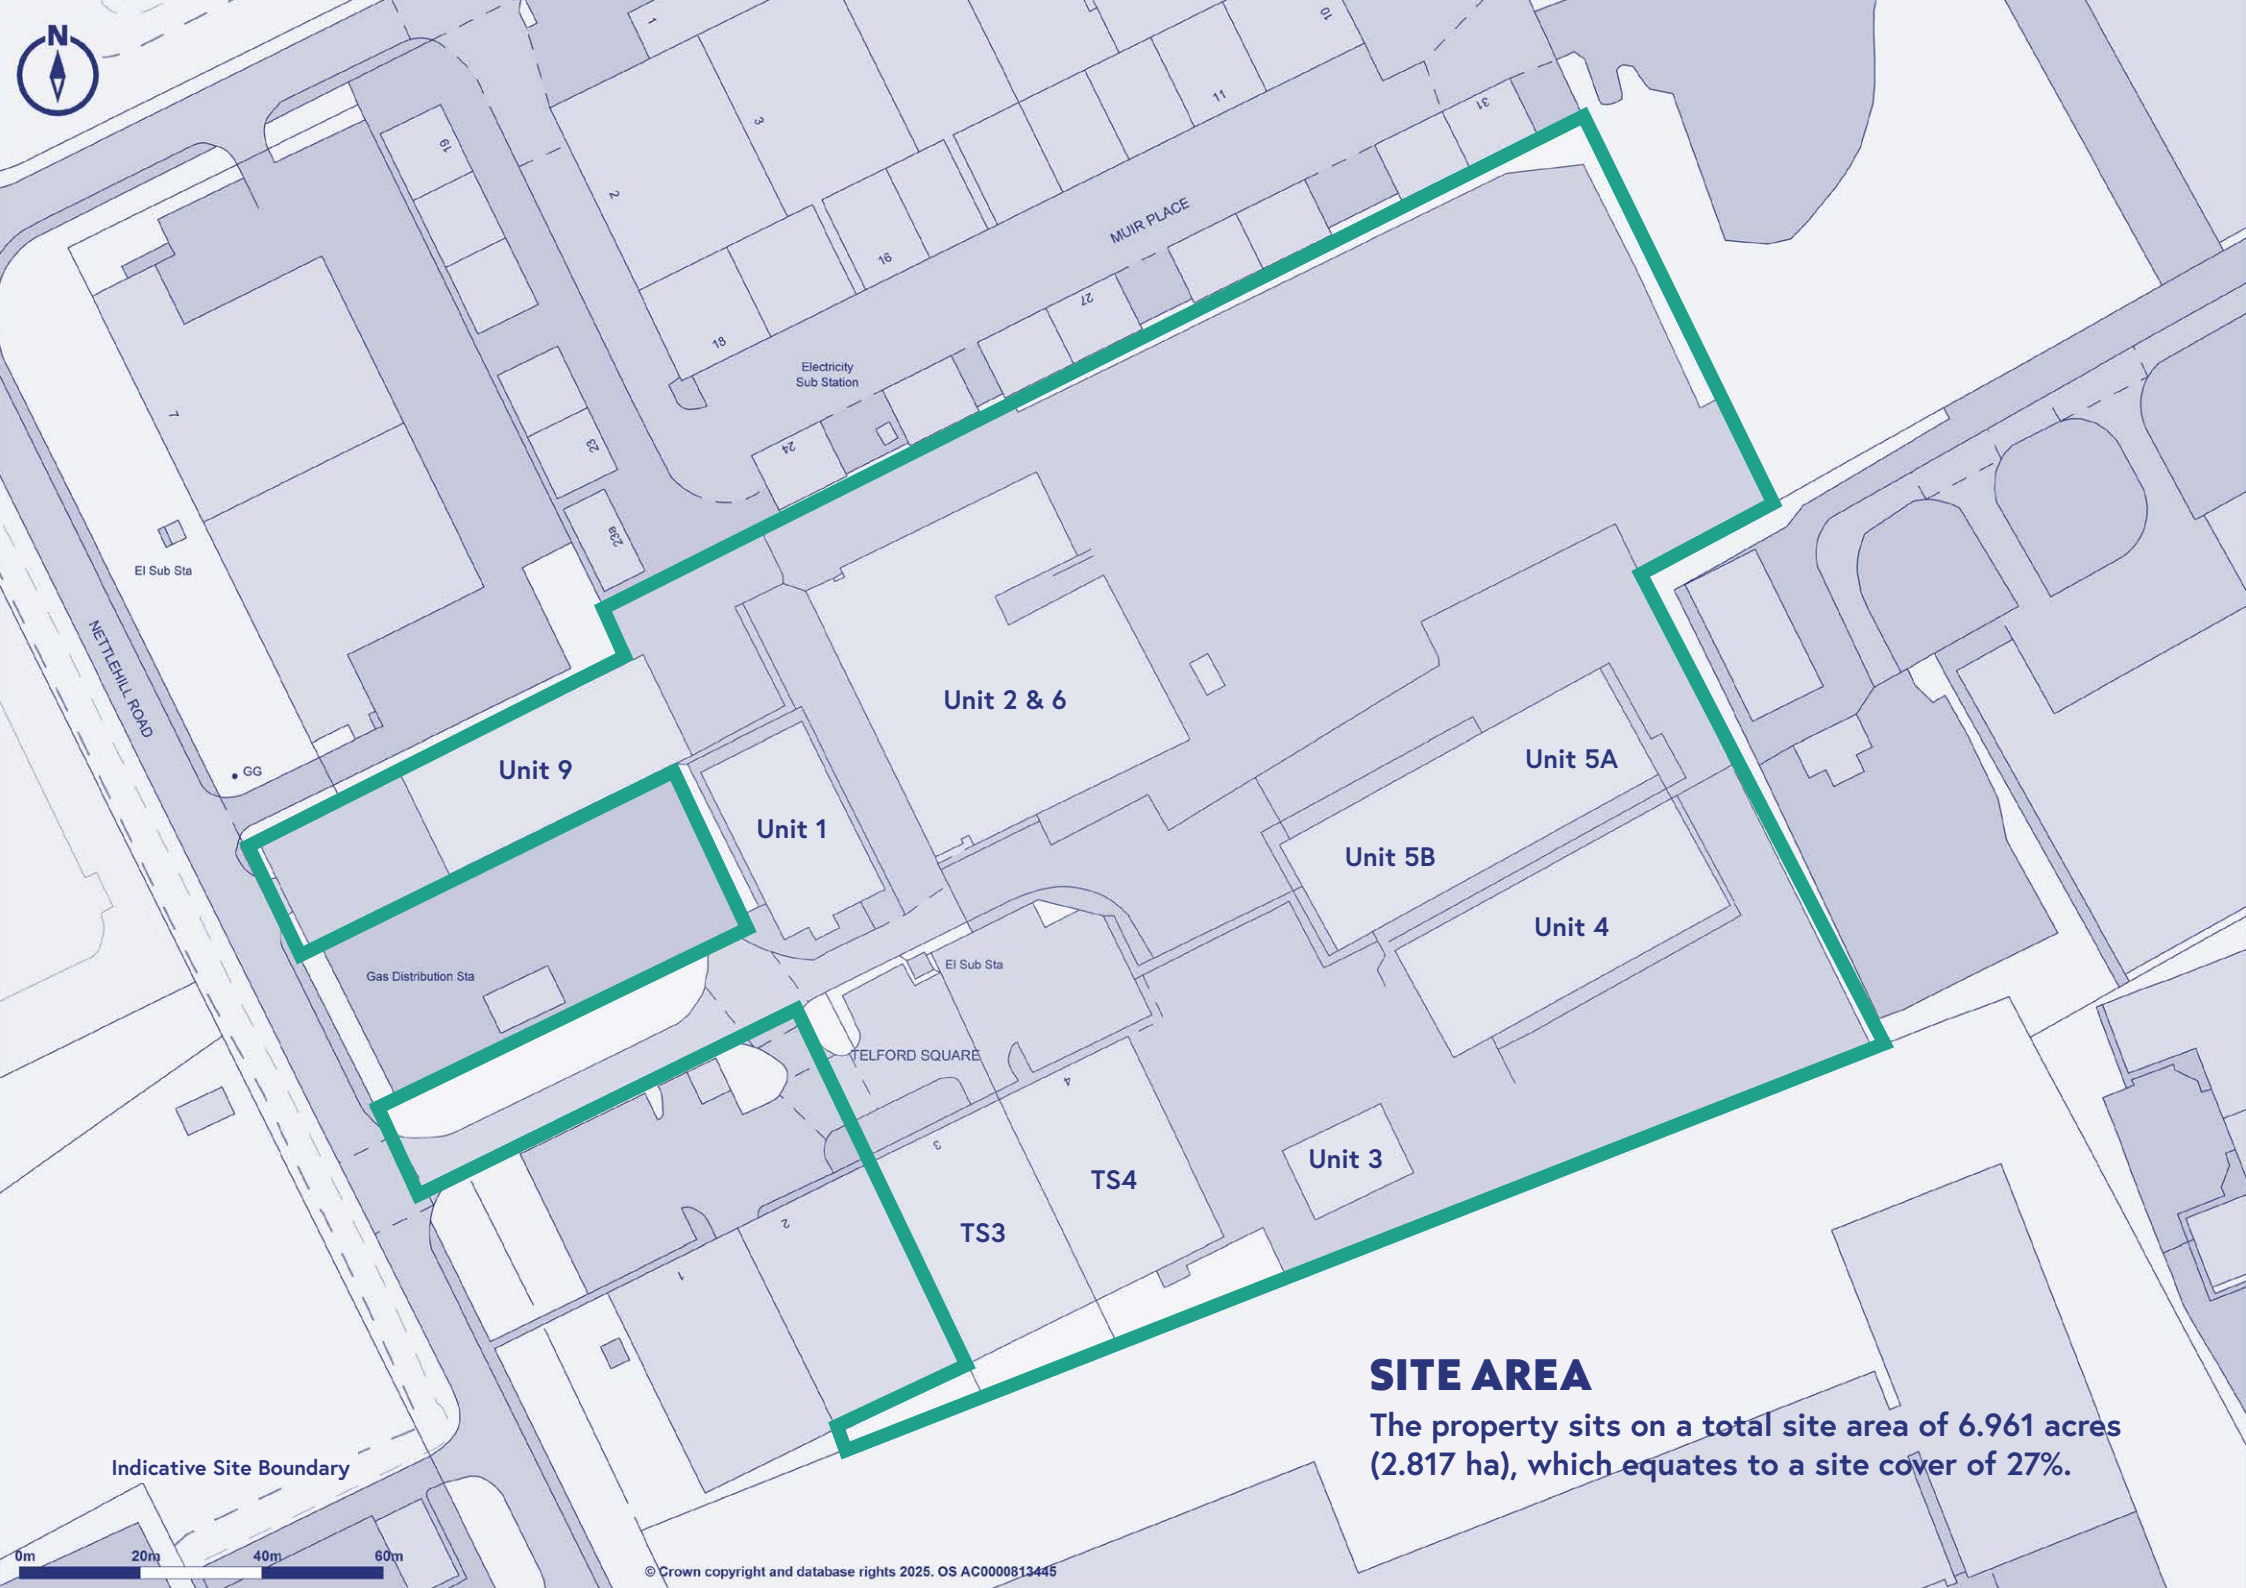 N
1
10
19
3
11
31
2
MUIR PLACE
16
27
18
Electricity
Sub Station
7
24
23
23a
El Sub Sta
NETTLEHILL ROAD
Unit 2 & 6
GG
Unit 9
Unit 5A
Unit 1
Unit 5B
Unit 4
Gas Distribution Sta
El Sub Sta
TELFORD SQUARE
4
3
Unit 3
TS4
2
TS3
1
SITE AREA
The property sits on a total site area of 6.961 acres
(2.817 ha), which equates to a site cover of 27%.
Indicative Site Boundary
0m 20m 40m 60m
© Crown copyright and database rights 2025. OS AC0000813445